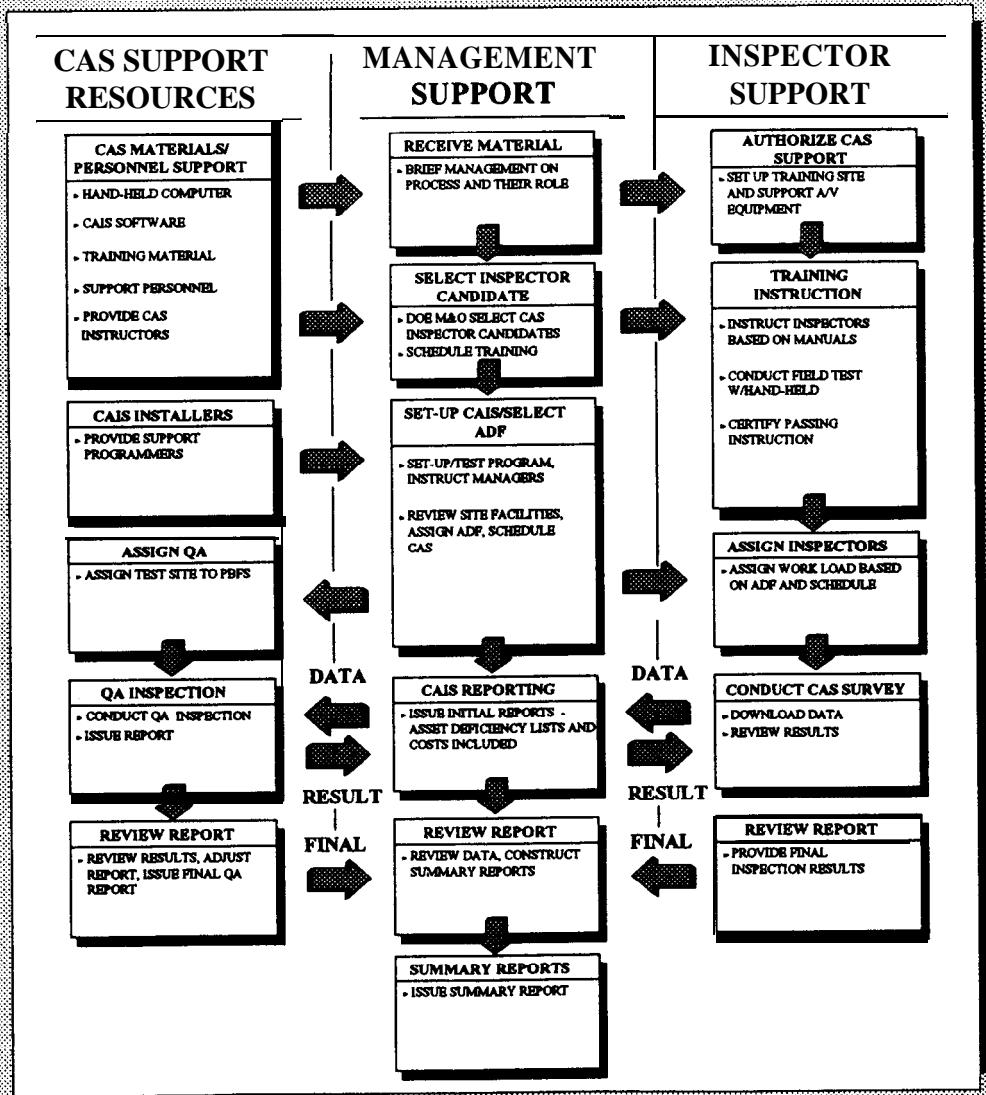 CAS SUPPORT
RESOURCES
MANAGEMENT
SUPPORT
INSPECTOR
SUPPORT
CAS MATERIALS/
PERSONNEL SUPPORT
- HAND-HELD COMPUTER
- CAIS SOFTWARE
- TRAINING MATERIAL
- SUPPORT PERSONNEL
- PROVIDE CAS
INSTRUCTORS
CAIS INSTALLERS
- PROVIDE SUPPORT
PROGRAMMERS
ASSIGN QA
- ASSIGN TEST SITE TO PBFS
QA INSPECTION
- CONDUCT QA INSPECTION
- ISSUE REPORT
REVIEW REPORT
- REVIEW RESULTS, ADJUST
REPORT, ISSUE FINAL QA
REPORT
DATA
RESULT
FINAL
RECEIVE MATERIAL
- BRIEF MANAGEMENT ON
PROCESS AND THEIR ROLE
SELECT INSPECTOR
CANDIDATE
- DOE M&O SELECT CAS
INSPECTOR CANDIDATES
- SCHEDULE TRAINING
SET-UP CAIS/SELECT
ADF
- SET-UP/TEST PROGRAM,
INSTRUCT MANAGERS
- REVIEW SITE FACILITIES,
ASSIGN ADF, SCHEDULE
CAS
CAIS REPORTING
- ISSUE INITIAL REPORTS -
ASSET DEFICIENCY LISTS AND
COSTS INCLUDED
REVIEW REPORT
- REVIEW DATA, CONSTRUCT
SUMMARY REPORTS
SUMMARY REPORTS
- ISSUE SUMMARY REPORT
DATA
RESULT
FINAL
AUTHORIZE CAS
SUPPORT
- SET UP TRAINING SITE
AND SUPPORT A/V
EQUIPMENT
TRAINING
INSTRUCTION
- INSTRUCT INSPECTORS
BASED ON MANUALS
- CONDUCT FIELD TEST
W/HAND-HELD
- CERTIFY PASSING
INSTRUCTION
ASSIGN INSPECTORS
- ASSIGN WORK LOAD BASED
ON ADF AND SCHEDULE
CONDUCT CAS SURVEY
- DOWNLOAD DATA
- REVIEW RESULTS
REVIEW REPORT
- PROVIDE FINAL
INSPECTION RESULTS